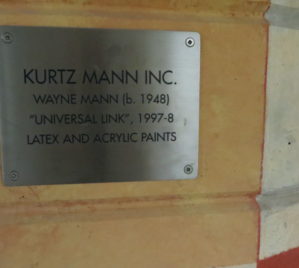 KURTZ MANN INC.
WAYNE MANN (b. 1948)
"UNIVERSAL LINK", 1997-8
LATEX AND ACRYLIC PAINTS